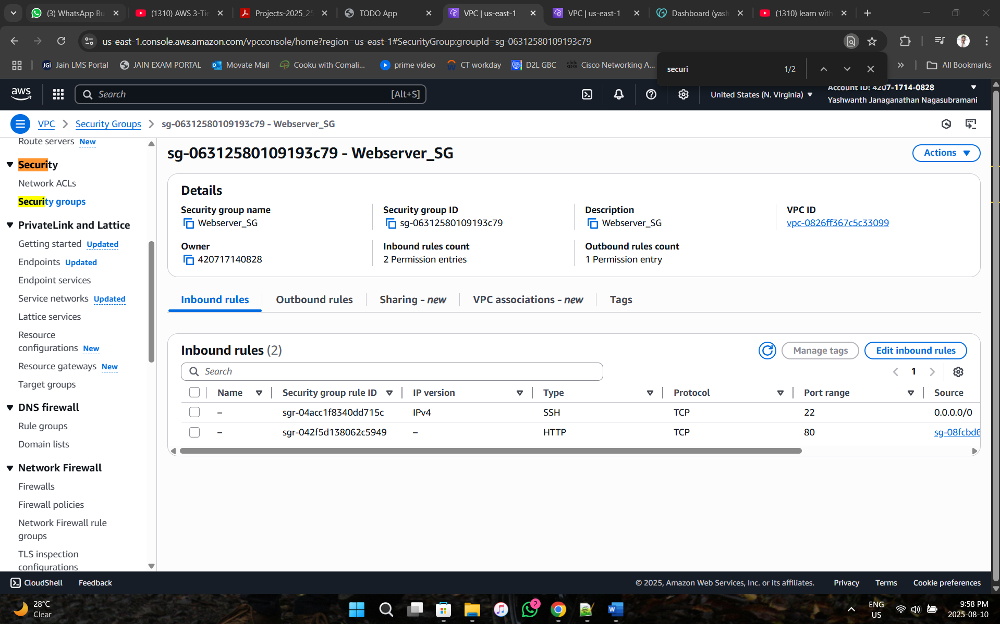 (3) WhatsApp Bu
(1310) AWS 3-Tie
Projects-2025_25
TODO App
VPC | us-east-1
VPC | us-east-1
Dashboard (yash
(1310) learn with
us-east-1.console.aws.amazon.com/vpcconsole/home?region=us-east-1#SecurityGroup:groupId=sg-06312580109193c79
JGi Jain LMS Portal
JAIN EXAM PORTAL
Movate Mail
Cooku with Comali...
prime video
CT workday
D2L GBC
Cisco Networking A...
All Bookmarks
securi
1/2
aws
Search
[Alt+S]
United States (N. Virginia)
Account ID: 4207-1714-0828
Yashwanth Janaganathan Nagasubramani
VPC
Security Groups
sg-06312580109193c79 - Webserver_SG
Route servers New
Security
Network ACLs
Security groups
PrivateLink and Lattice
Getting started Updated
Endpoints Updated
Endpoint services
Service networks Updated
Lattice services
Resource
configurations New
Resource gateways New
Target groups
DNS firewall
Rule groups
Domain lists
Network Firewall
Firewalls
Firewall policies
Network Firewall rule
groups
TLS inspection
configurations
sg-06312580109193c79 - Webserver_SG
Actions
Details
Security group name
Webserver_SG
Security group ID
sg-06312580109193c79
Description
Webserver_SG
VPC ID
vpc-0826ff367c5c33099
Owner
420717140828
Inbound rules count
2 Permission entries
Outbound rules count
1 Permission entry
Inbound rules
Outbound rules
Sharing - new
VPC associations - new
Tags
Inbound rules (2)
Manage tags
Edit inbound rules
Search
1
Name Security group rule ID IP version Type Protocol Port range Source
– sgr-04acc1f8340dd715c IPv4 SSH TCP 22 0.0.0.0/0
– sgr-042f5d138062c5949 – HTTP TCP 80 sg-08fcbd6
CloudShell
Feedback
© 2025, Amazon Web Services, Inc. or its affiliates.
Privacy
Terms
Cookie preferences
28°C
Clear
2
ENG
US
9:58 PM
2025-08-10